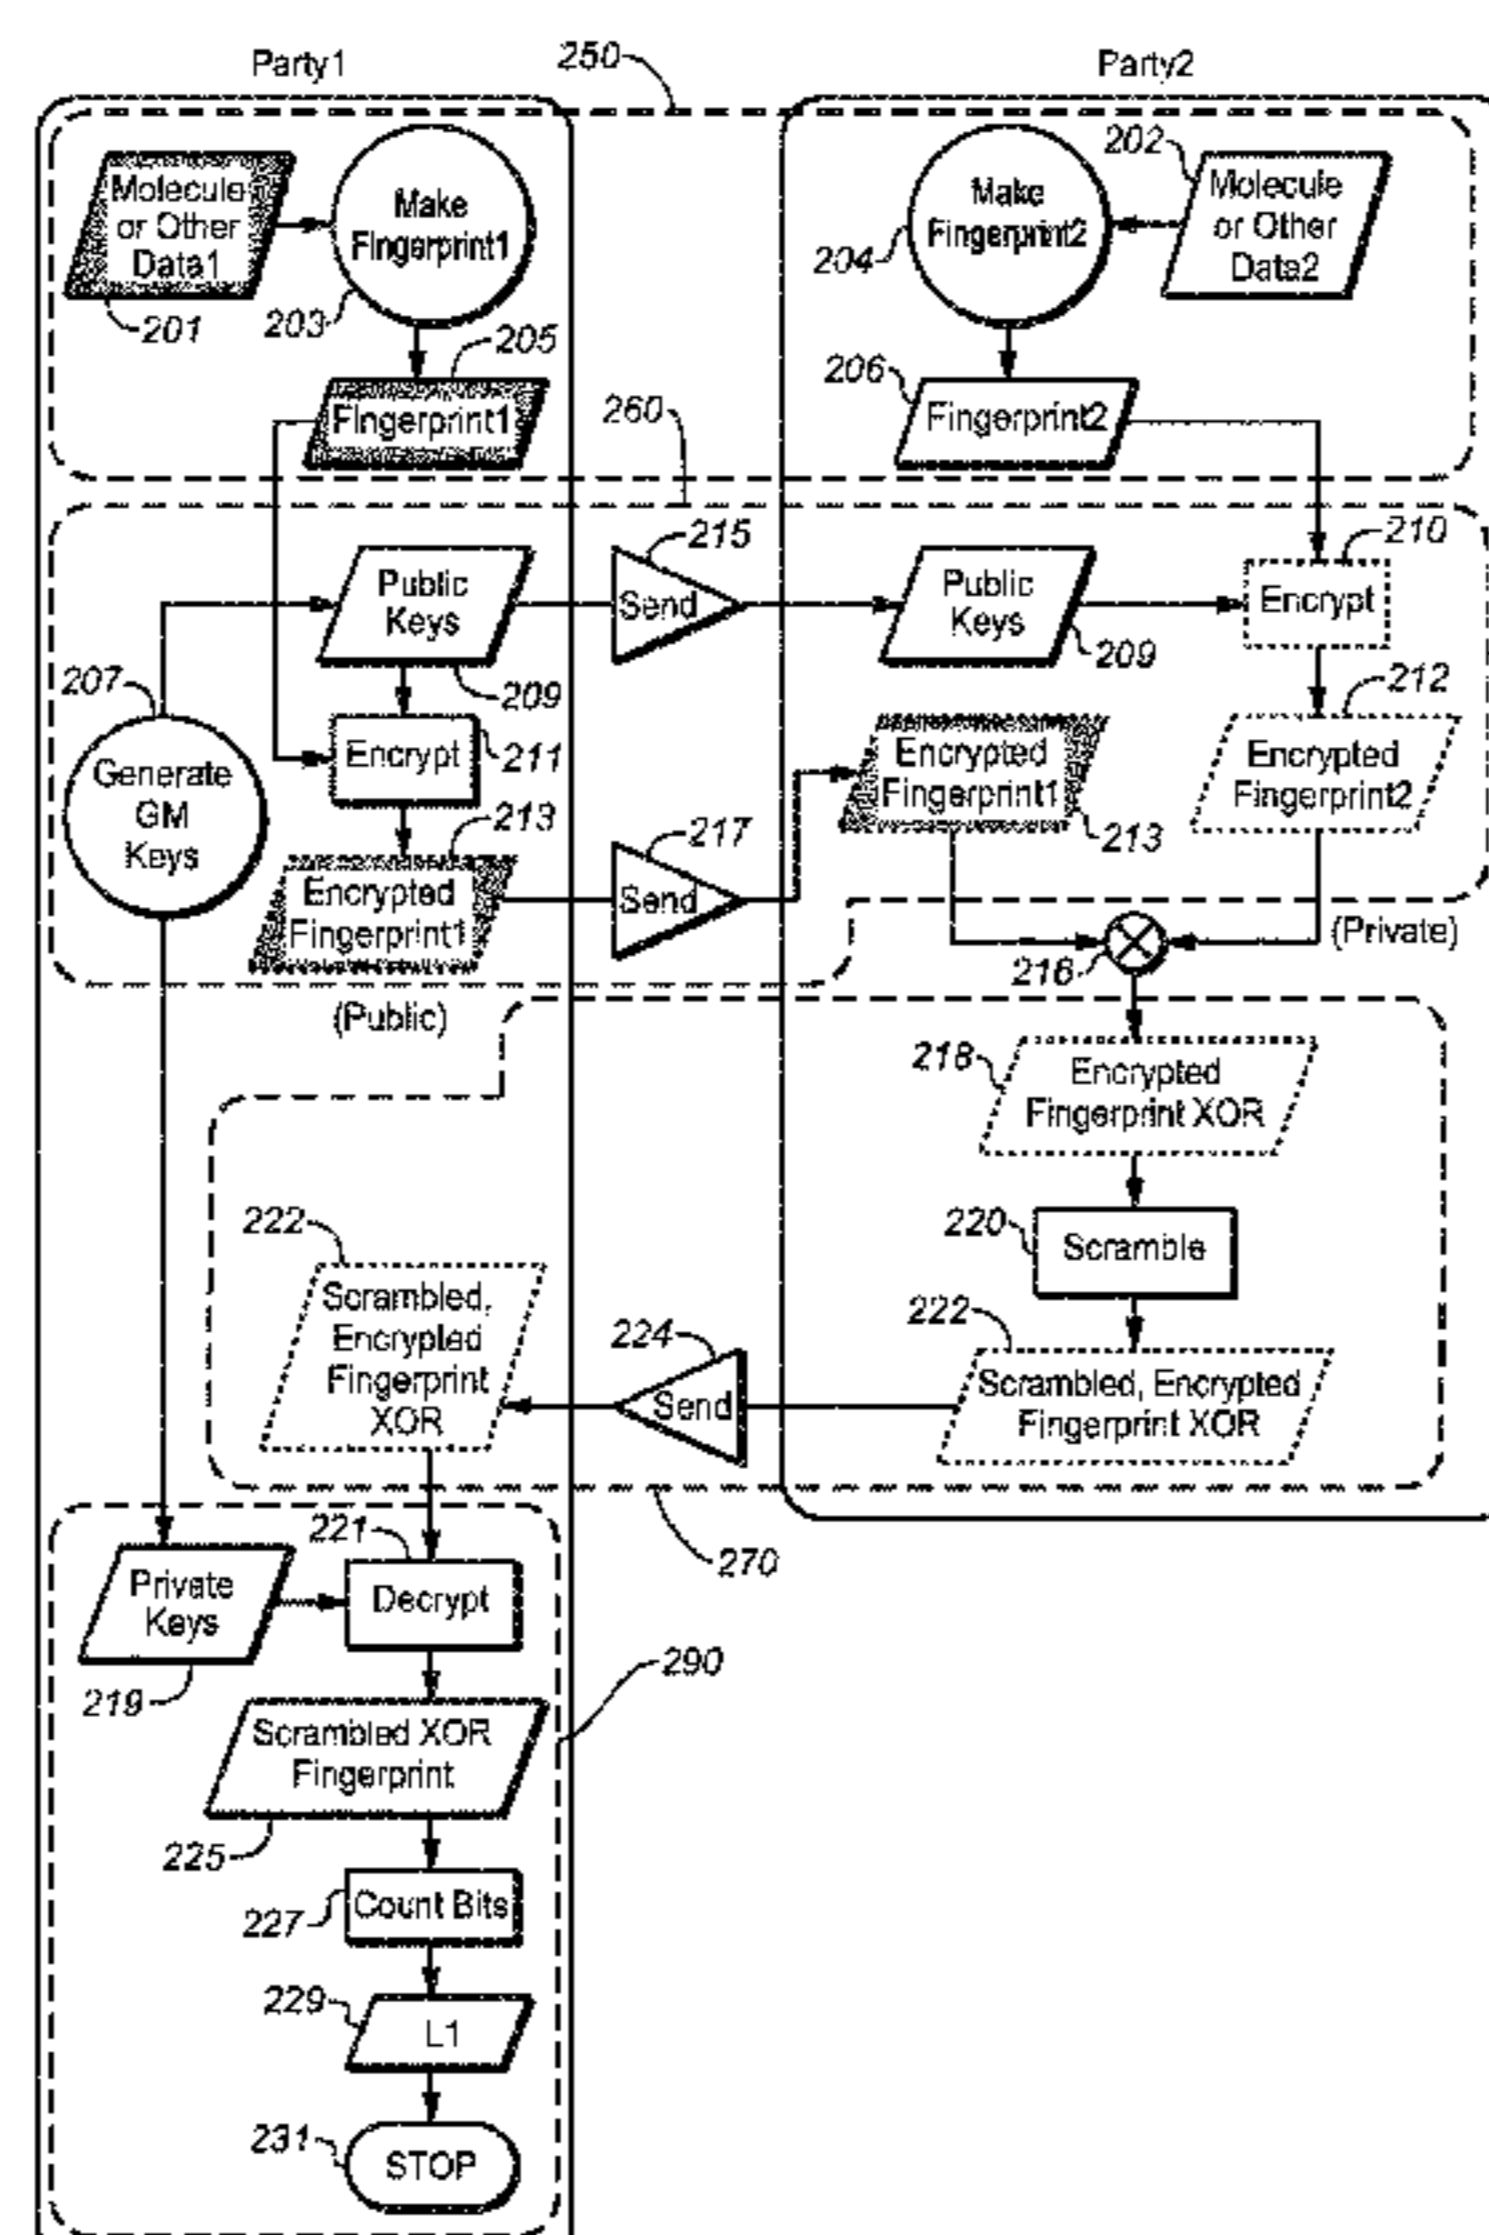 Party1
250
Party2
Molecule
or Other
Data1
201
Make
Fingerprint1
203
205
Fingerprint1
Make
Fingerprint2
204
202
Molecule
or Other
Data2
206
Fingerprint2
260
Public
Keys
209
215
Send
Public
Keys
209
210
Encrypt
207
Generate
GM
Keys
Encrypt
211
213
Encrypted
Fingerprint1
217
Send
Encrypted
Fingerprint1
213
212
Encrypted
Fingerprint2
(Public)
216
(Private)
218
Encrypted
Fingerprint XOR
220
Scramble
222
Scrambled, Encrypted
Fingerprint XOR
224
Send
222
Scrambled,
Encrypted
Fingerprint
XOR
270
Private
Keys
219
221
Decrypt
290
Scrambled XOR
Fingerprint
225
227
Count Bits
229
L1
231
STOP